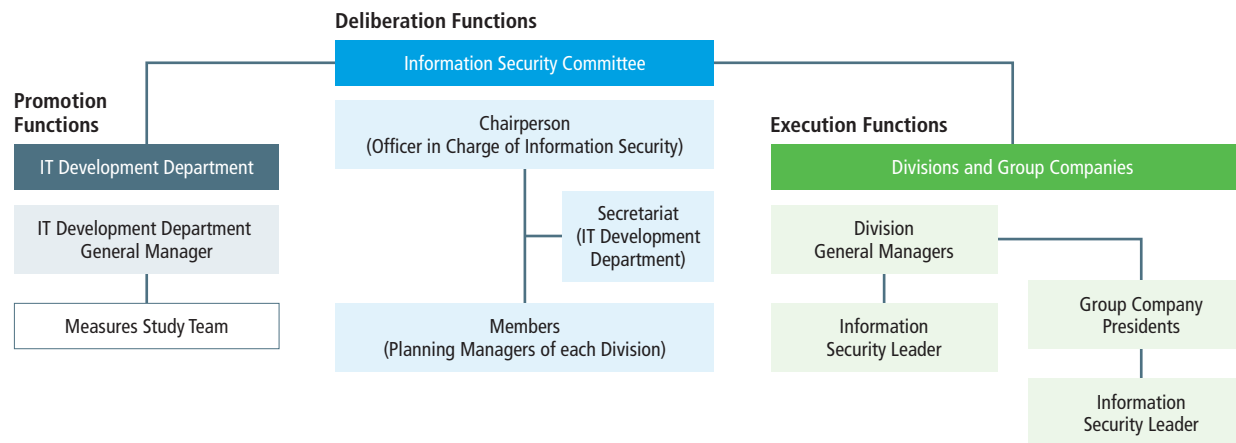 Deliberation Functions
Information Security Committee
Promotion
Functions
IT Development Department
IT Development Department
General Manager
Measures Study Team
Chairperson
(Officer in Charge of Information Security)
Secretariat
(IT Development
Department)
Members
(Planning Managers of each Division)
Execution Functions
Divisions and Group Companies
Division
General Managers
Information
Security Leader
Group Company
Presidents
Information
Security Leader